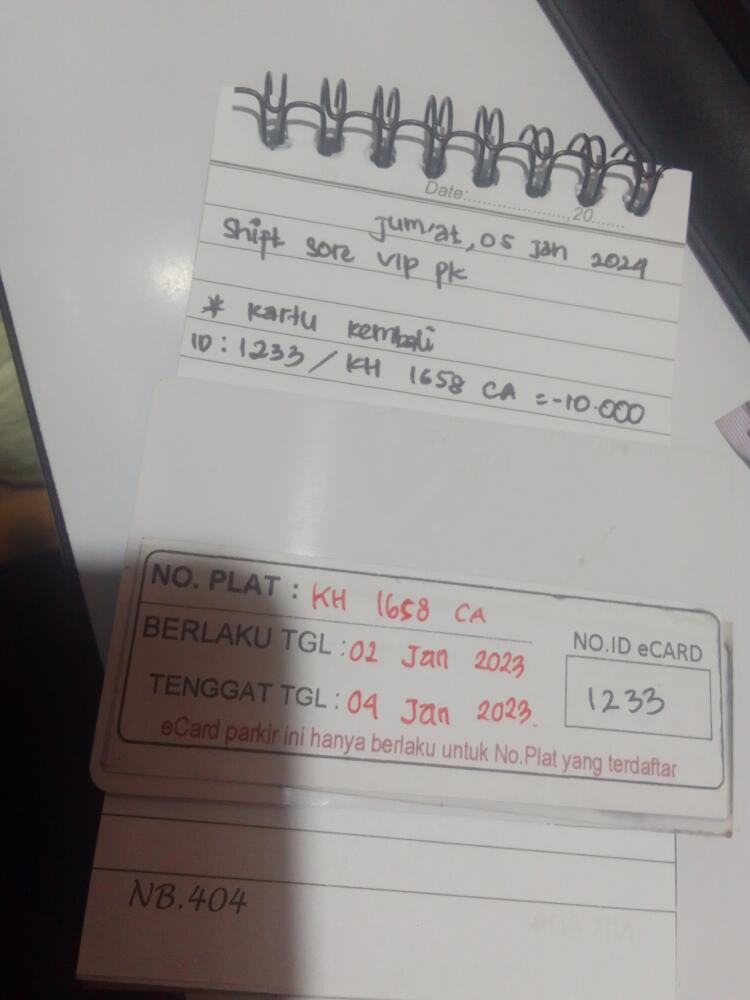 Date:....................,20.......
Jum'at, 05 Jan 2024
Shift sore VIP PK
* Kartu kembali
ID : 1233 / KH 1658 CA = -10.000
NO. PLAT : KH 1658 CA
BERLAKU TGL : 02 Jan 2023
TENGGAT TGL : 04 Jan 2023.
NO.ID eCARD
1233
eCard parkir ini hanya berlaku untuk No.Plat yang terdaftar
NB.404